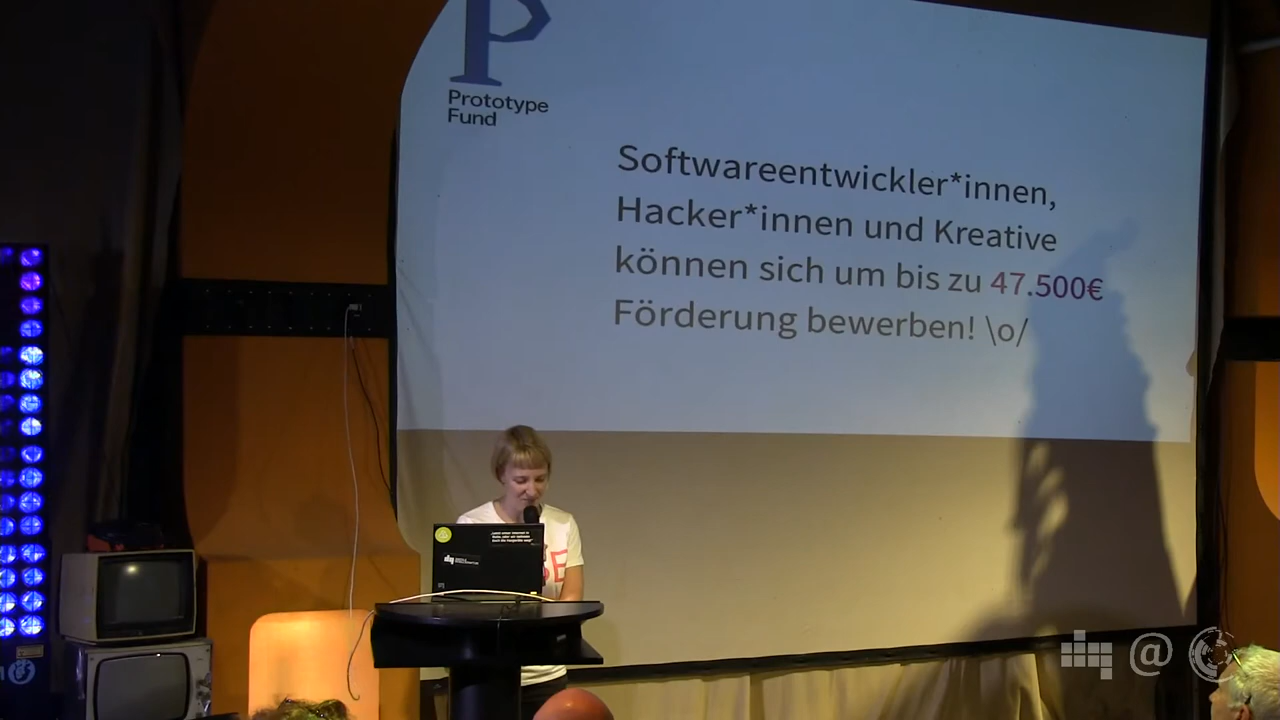 Prototype
Fund
Softwareentwickler*innen,
Hacker*innen und Kreative
können sich um bis zu 47.500€
Förderung bewerben! \o/
@